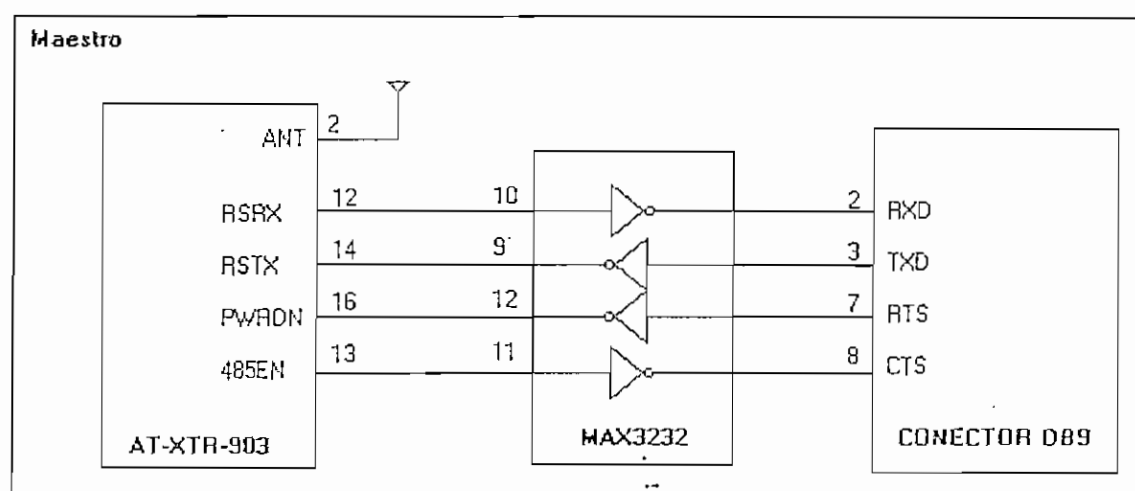 Maestro
ANT 2
RSRX 12 10 2 RXD
RSTX 14 9 3 TXD
PWRDN 16 12 7 RTS
485EN 13 11 8 CTS
AT-XTR-903 MAX3232 CONECTOR DB9